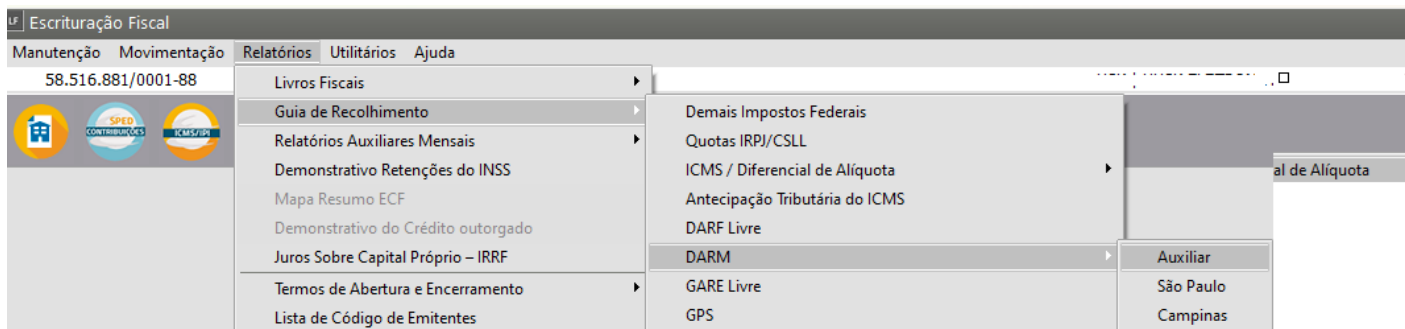 LF Escrituração Fiscal
Manutenção Movimentação Relatórios Utilitários Ajuda
58.516.881/0001-88
SPED
CONTRIBUIÇÕES
ICMS/IPI
Livros Fiscais
Guia de Recolhimento
Relatórios Auxiliares Mensais
Demonstrativo Retenções do INSS
Mapa Resumo ECF
Demonstrativo do Crédito outorgado
Juros Sobre Capital Próprio – IRRF
Termos de Abertura e Encerramento
Lista de Código de Emitentes
Demais Impostos Federais
Quotas IRPJ/CSLL
ICMS / Diferencial de Alíquota
Antecipação Tributária do ICMS
DARF Livre
DARM
GARE Livre
GPS
al de Alíquota
Auxiliar
São Paulo
Campinas